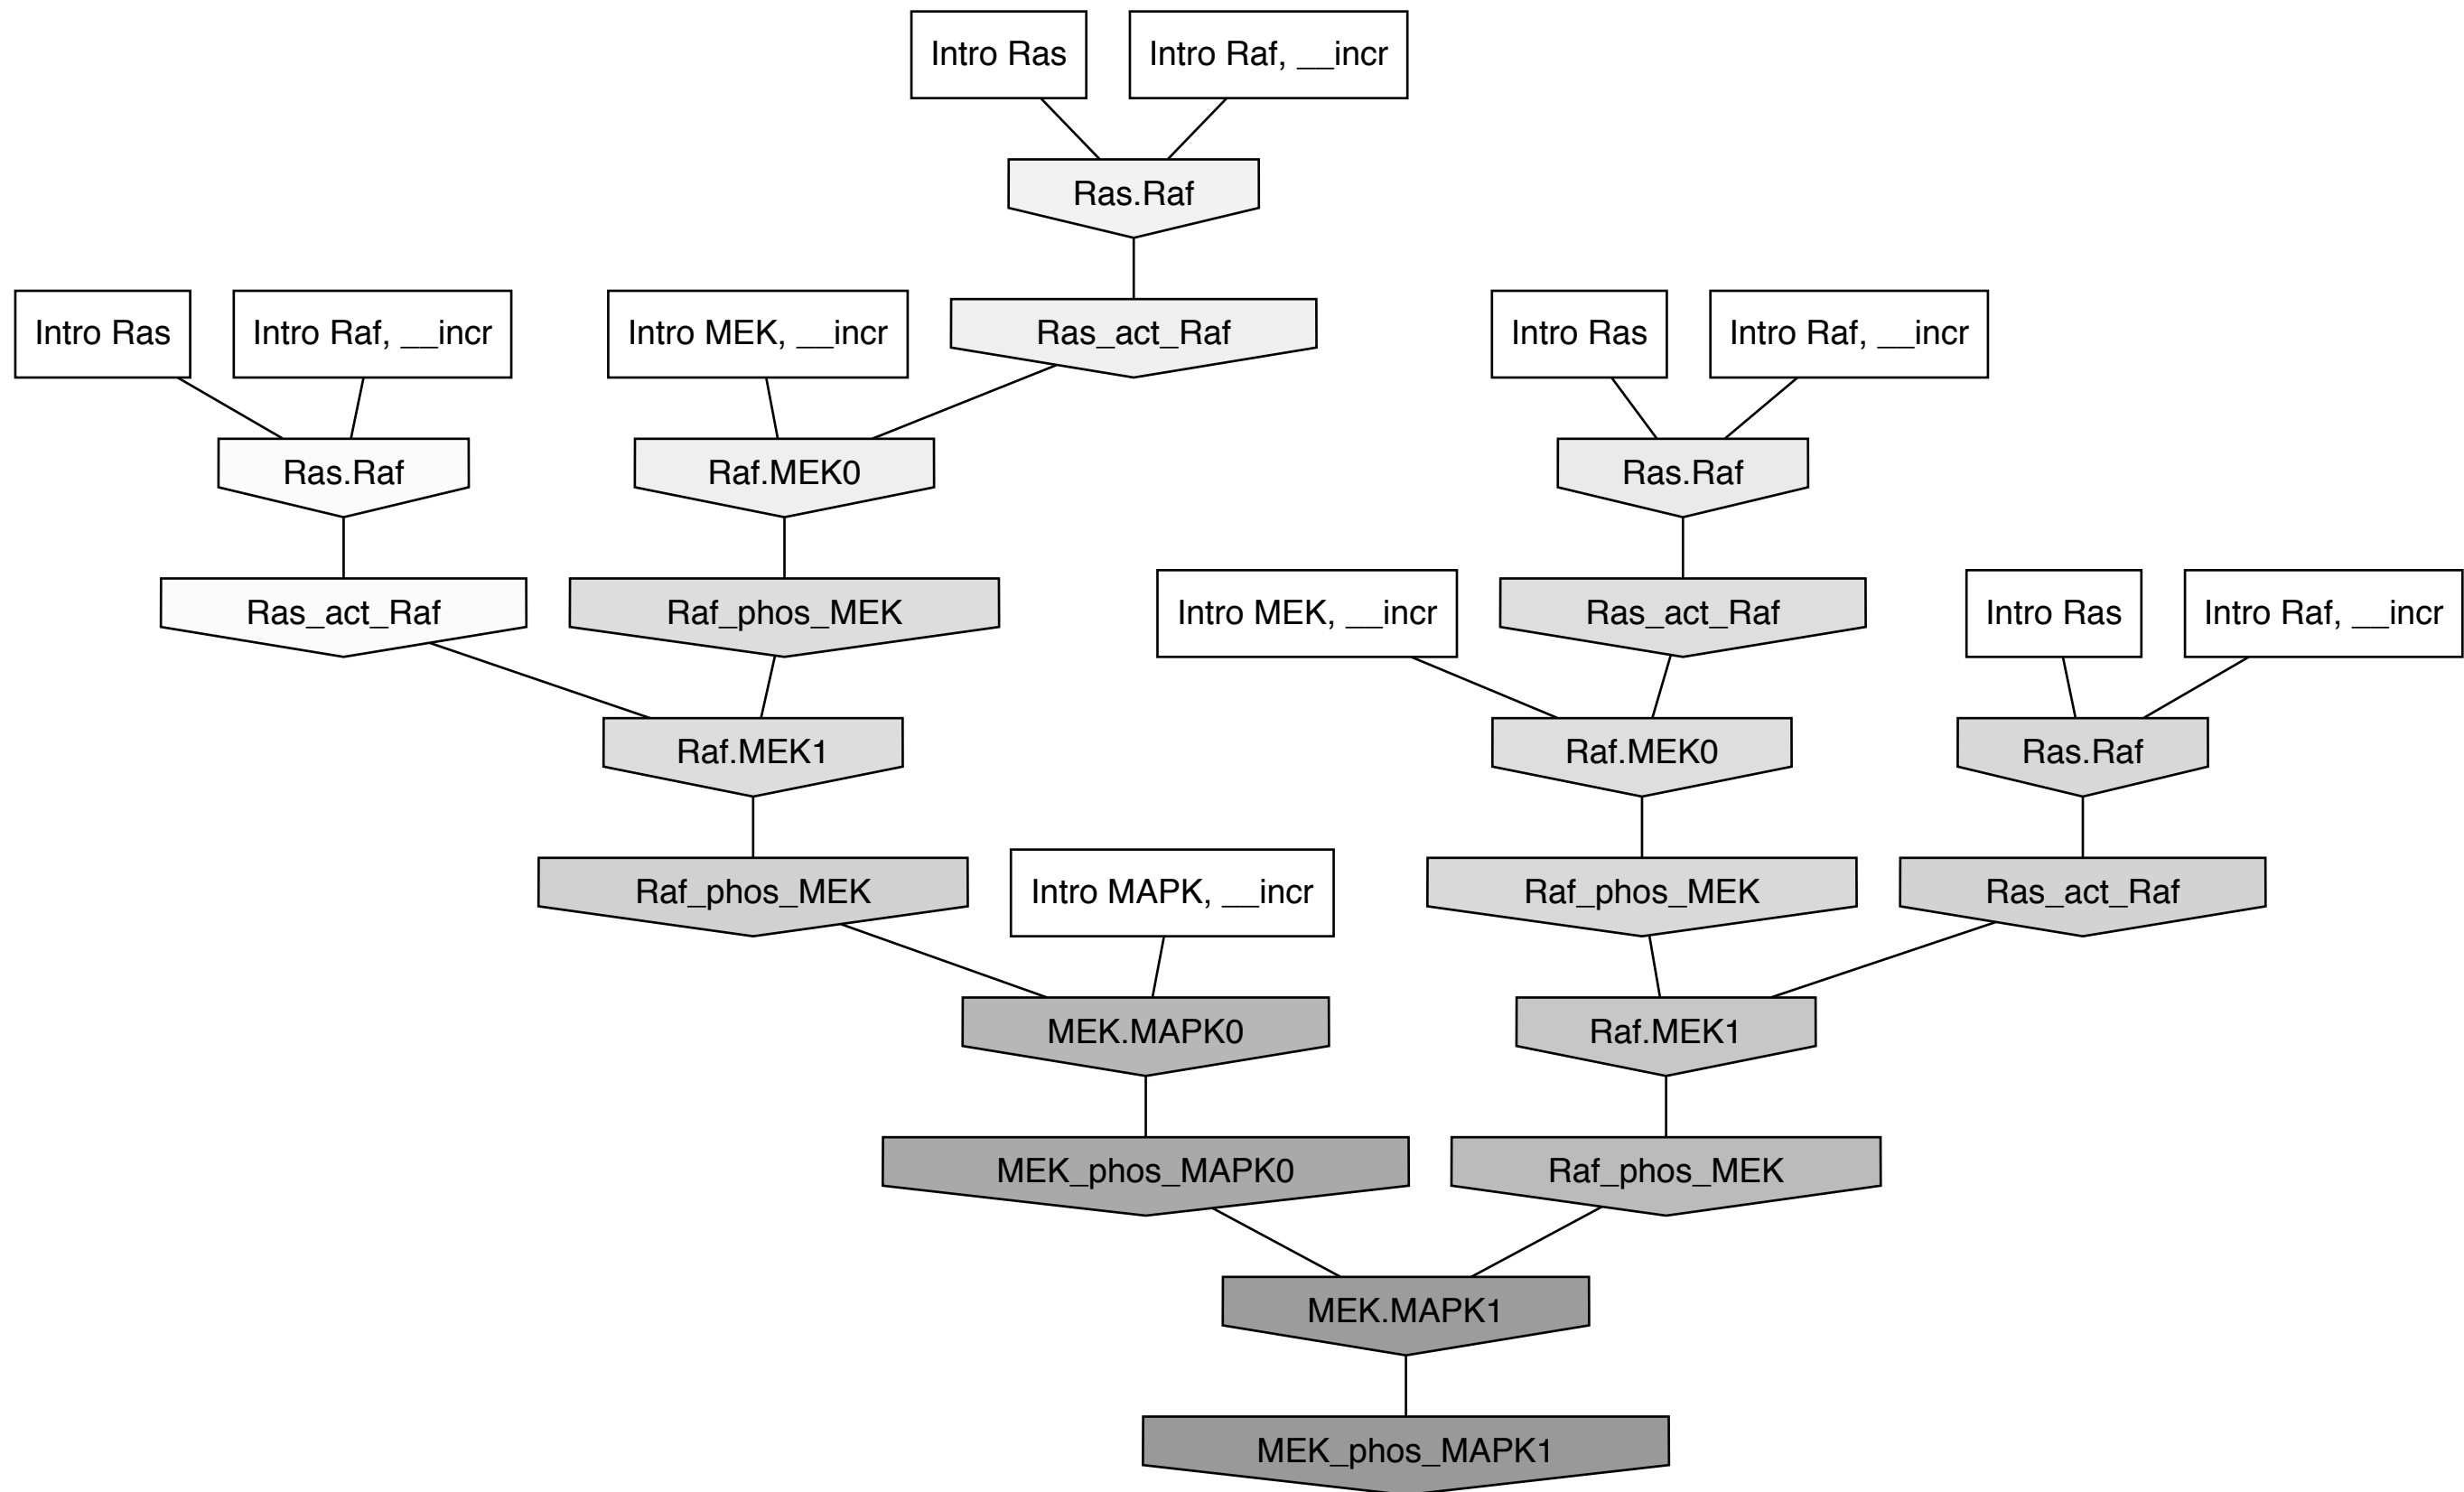 Intro Ras
Intro Raf, __incr
Ras.Raf
Intro Ras
Intro Raf, __incr
Intro MEK, __incr
Ras_act_Raf
Intro Ras
Intro Raf, __incr
Ras.Raf
Raf.MEK0
Ras.Raf
Ras_act_Raf
Raf_phos_MEK
Intro MEK, __incr
Ras_act_Raf
Intro Ras
Intro Raf, __incr
Raf.MEK1
Raf.MEK0
Ras.Raf
Raf_phos_MEK
Intro MAPK, __incr
Raf_phos_MEK
Ras_act_Raf
MEK.MAPK0
Raf.MEK1
MEK_phos_MAPK0
Raf_phos_MEK
MEK.MAPK1
MEK_phos_MAPK1